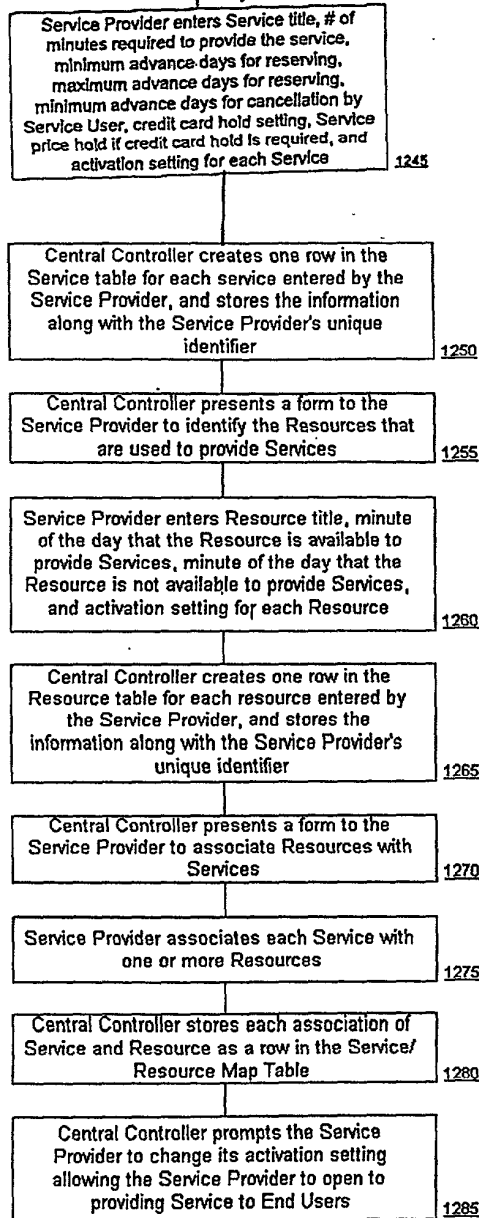 Service Provider enters Service title, # of
minutes required to provide the service,
minimum advance days for reserving,
maximum advance days for reserving,
minimum advance days for cancellation by
Service User, credit card hold setting, Service
price hold if credit card hold is required, and
activation setting for each Service
1245
Central Controller creates one row in the
Service table for each service entered by the
Service Provider, and stores the information
along with the Service Provider's unique
identifier
1250
Central Controller presents a form to the
Service Provider to identify the Resources that
are used to provide Services
1255
Service Provider enters Resource title, minute
of the day that the Resource is available to
provide Services, minute of the day that the
Resource is not available to provide Services,
and activation setting for each Resource
1260
Central Controller creates one row in the
Resource table for each resource entered by
the Service Provider, and stores the
information along with the Service Provider's
unique identifier
1265
Central Controller presents a form to the
Service Provider to associate Resources with
Services
1270
Service Provider associates each Service with
one or more Resources
1275
Central Controller stores each association of
Service and Resource as a row in the Service/
Resource Map Table
1280
Central Controller prompts the Service
Provider to change its activation setting
allowing the Service Provider to open to
providing Service to End Users
1285